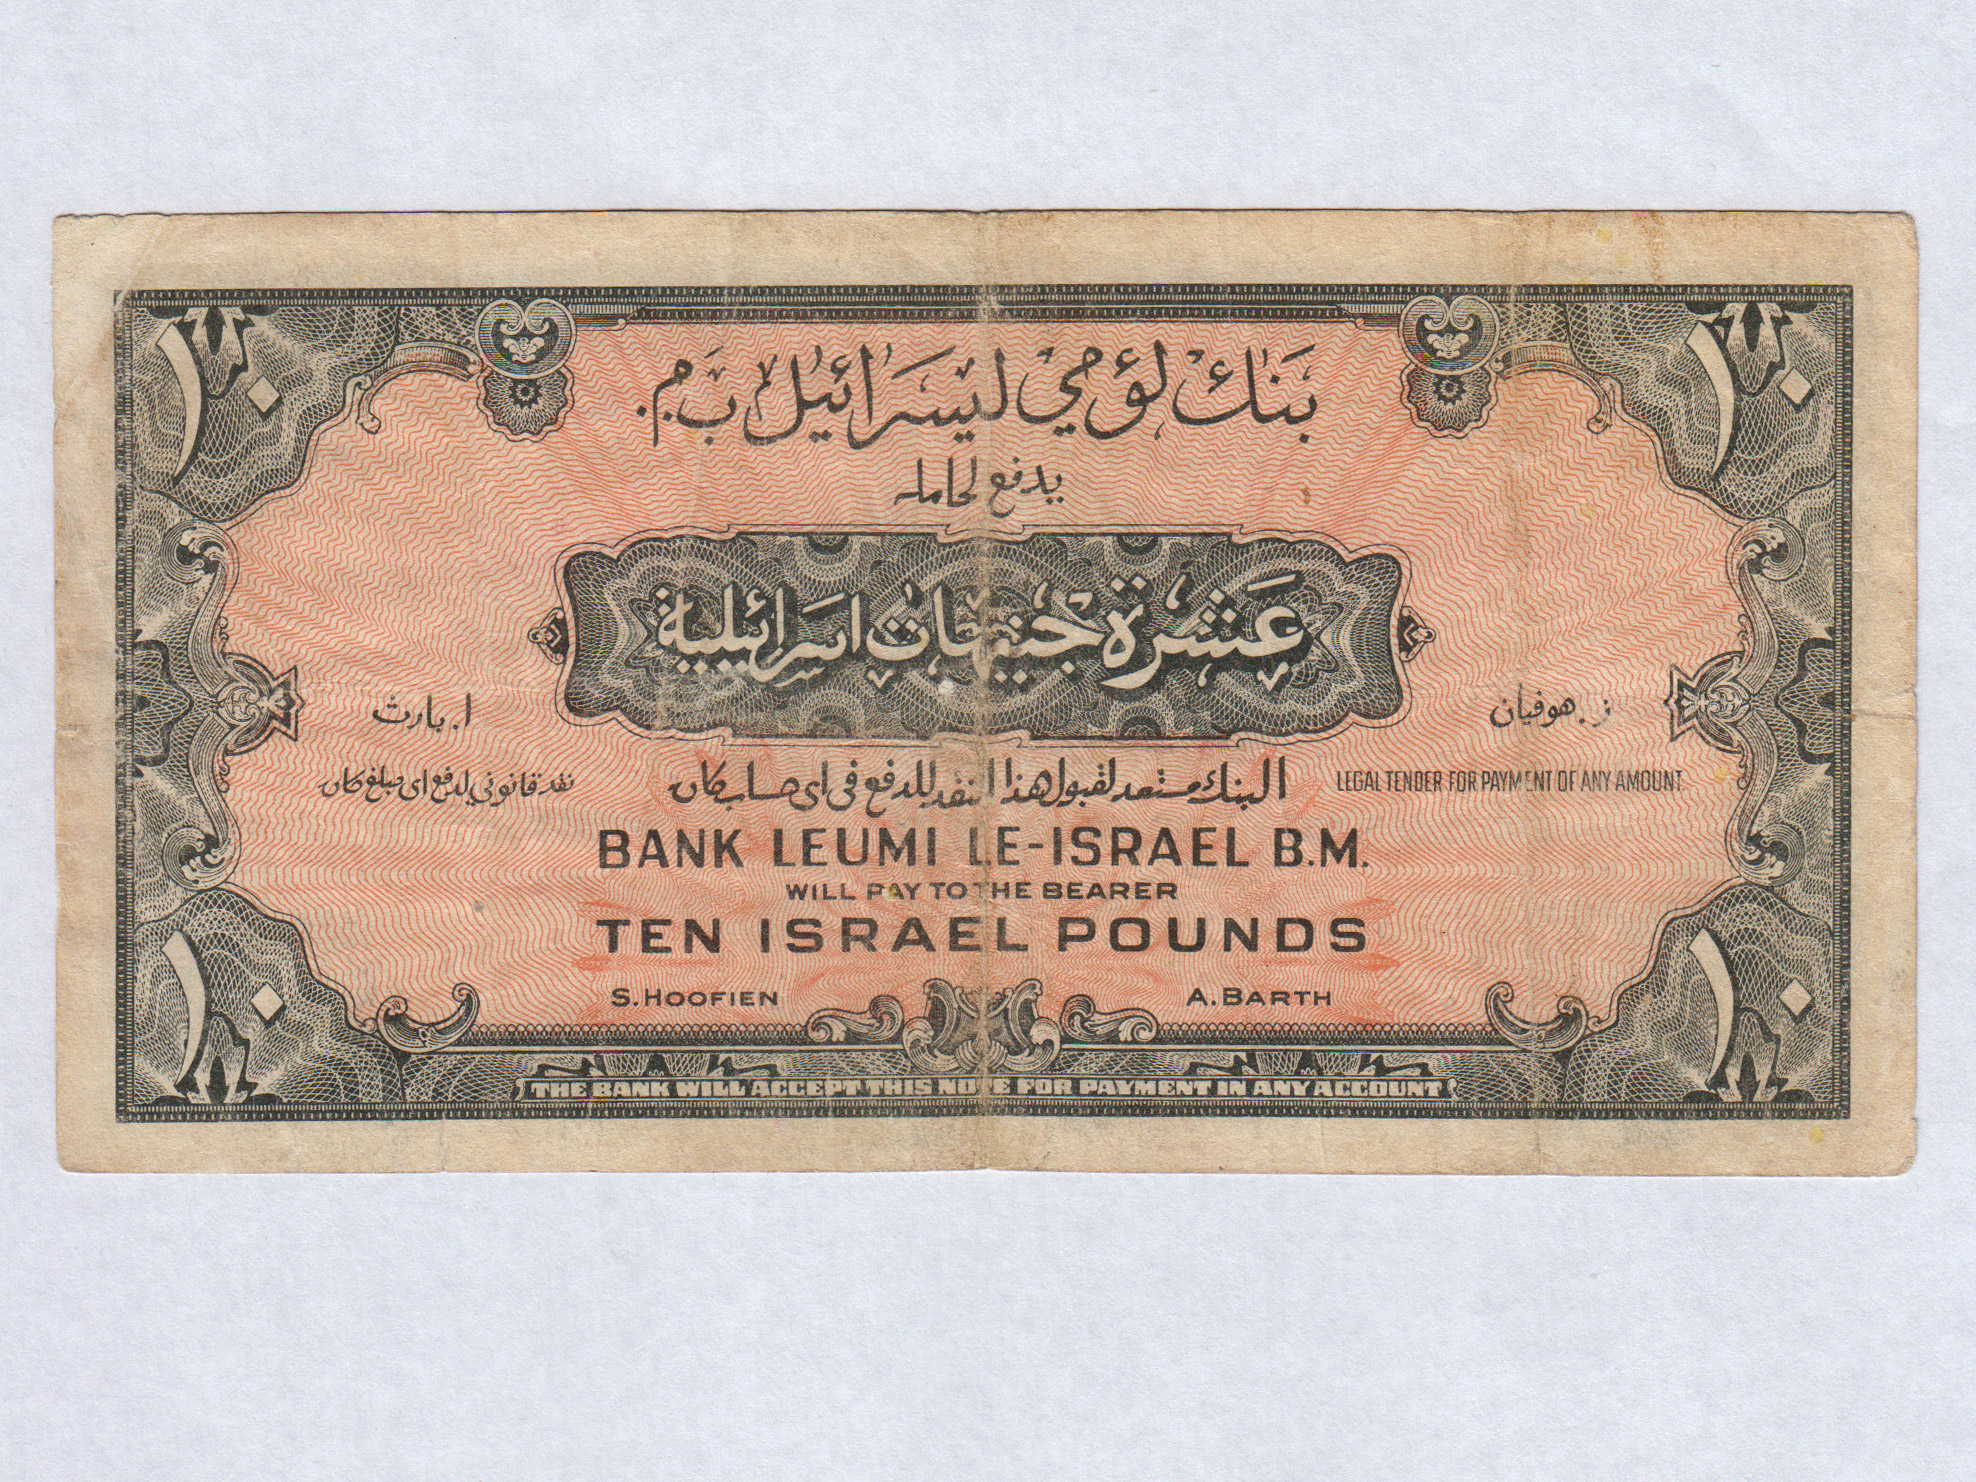 ١٠ ١٠
بَنَك لؤمي ليسرَائيل بَ.م.
يدفع لحامله
عَشرة جنيهات اسرائيلية
ا. بارث
ز. هوفيان
نقد قانوني لدفع اي مبلغ كان
البنك مستعد لقبول هذا النقد للدفع في اي حساب كان
LEGAL TENDER FOR PAYMENT OF ANY AMOUNT.
BANK LEUMI LE-ISRAEL B.M.
WILL PAY TO THE BEARER
TEN ISRAEL POUNDS
S. HOOFIEN
A. BARTH
١٠ ١٠
THE BANK WILL ACCEPT THIS NOTE FOR PAYMENT IN ANY ACCOUNT